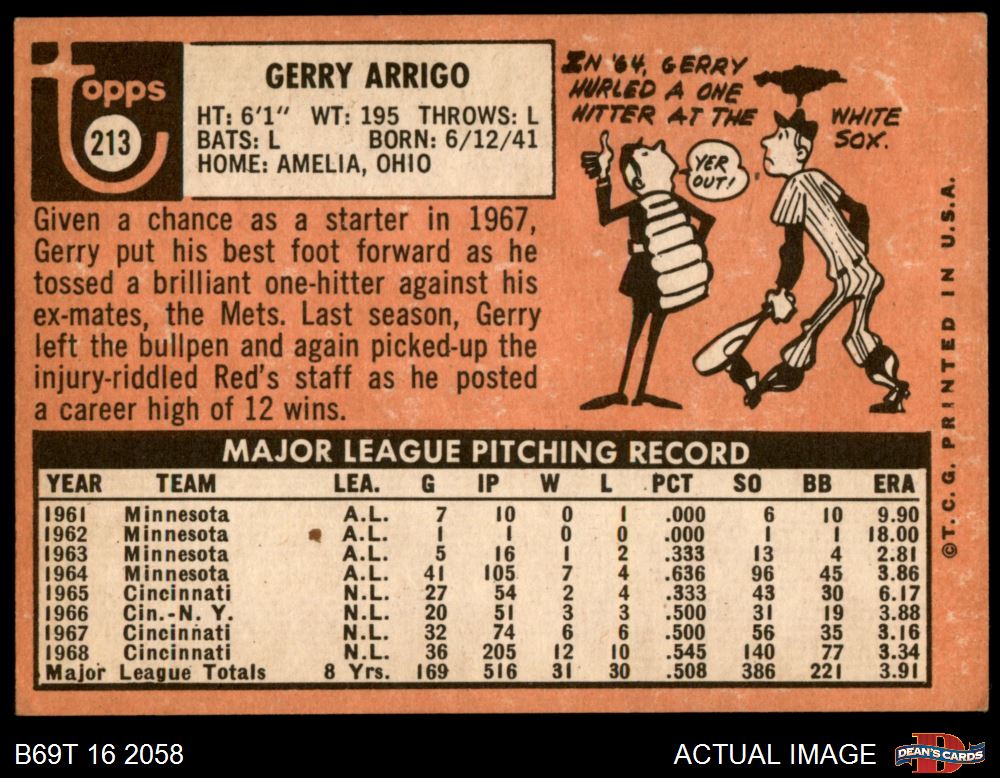 Topps
213
GERRY ARRIGO
HT: 6'1" WT: 195 THROWS: L
BATS: L BORN: 6/12/41
HOME: AMELIA, OHIO
IN '64, GERRY
HURLED A ONE
HITTER AT THE
WHITE
SOX.
YER
OUT!
Given a chance as a starter in 1967,
Gerry put his best foot forward as he
tossed a brilliant one-hitter against his
ex-mates, the Mets. Last season, Gerry
left the bullpen and again picked-up the
injury-riddled Red's staff as he posted
a career high of 12 wins.
MAJOR LEAGUE PITCHING RECORD
YEAR TEAM LEA. G IP W L PCT SO BB ERA
1961 Minnesota A.L. 7 10 0 1 .000 6 10 9.90
1962 Minnesota A.L. 1 1 0 0 .000 1 1 18.00
1963 Minnesota A.L. 5 16 1 2 .333 13 4 2.81
1964 Minnesota A.L. 41 105 7 4 .636 96 45 3.86
1965 Cincinnati N.L. 27 54 2 4 .333 43 30 6.17
1966 Cin.-N. Y. N.L. 20 51 3 3 .500 31 19 3.88
1967 Cincinnati N.L. 32 74 6 6 .500 56 35 3.16
1968 Cincinnati N.L. 36 205 12 10 .545 140 77 3.34
Major League Totals 8 Yrs. 169 516 31 30 .508 386 221 3.91
©T. C. G. PRINTED IN U.S.A.
B69T 16 2058
ACTUAL IMAGE
DEAN'S CARDS